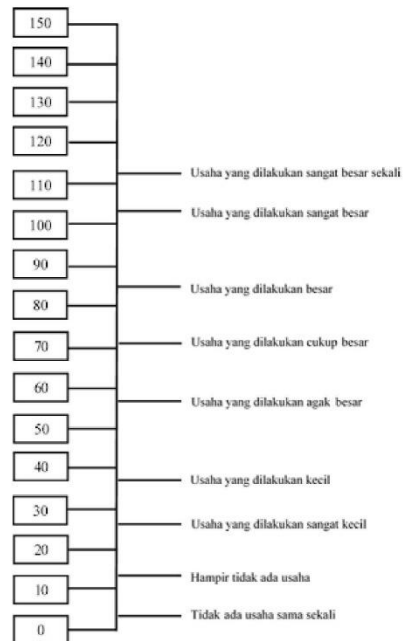 150
140
130
120
Usaha yang dilakukan sangat besar sekali
110
Usaha yang dilakukan sangat besar
100
90
Usaha yang dilakukan besar
80
Usaha yang dilakukan cukup besar
70
60
Usaha yang dilakukan agak besar
50
40
Usaha yang dilakukan kecil
30
Usaha yang dilakukan sangat kecil
20
Hampir tidak ada usaha
10
Tidak ada usaha sama sekali
0